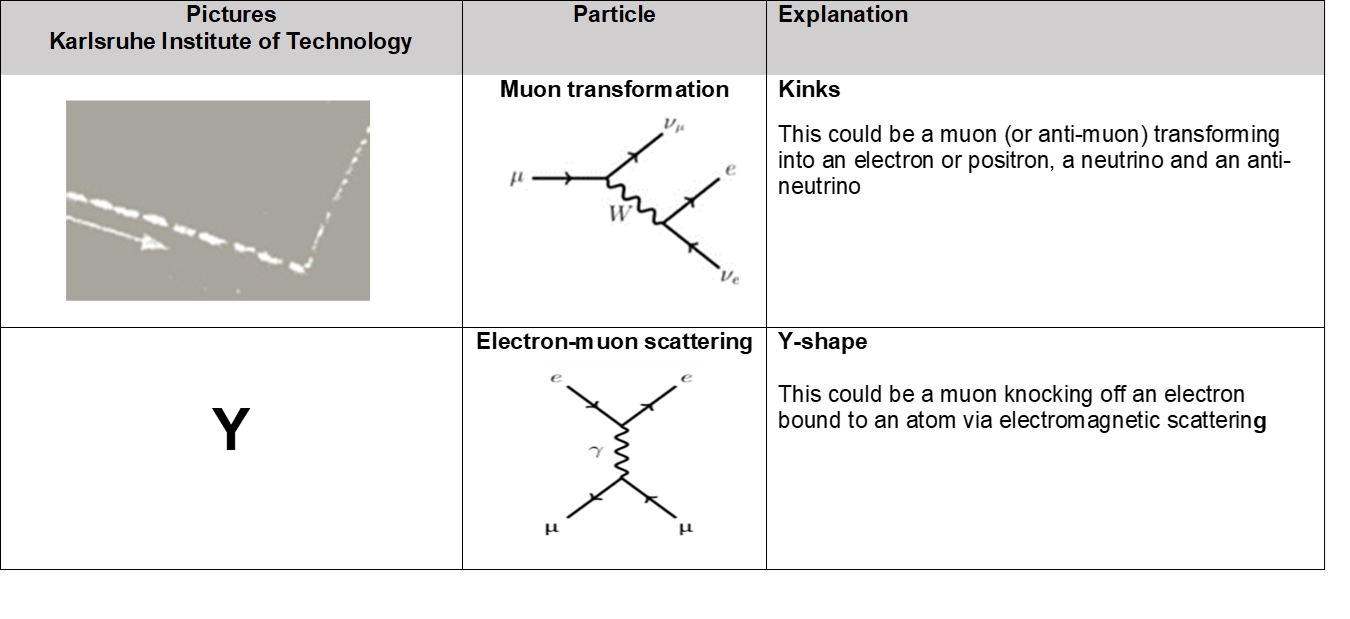 Pictures
Karlsruhe Institute of Technology
Particle
Explanation
Muon transformation
μ
νμ
W
e
νe
Kinks
This could be a muon (or anti-muon) transforming
into an electron or positron, a neutrino and an anti-
neutrino
Y
Electron-muon scattering
e
e
γ
μ
μ
Y-shape
This could be a muon knocking off an electron
bound to an atom via electromagnetic scattering